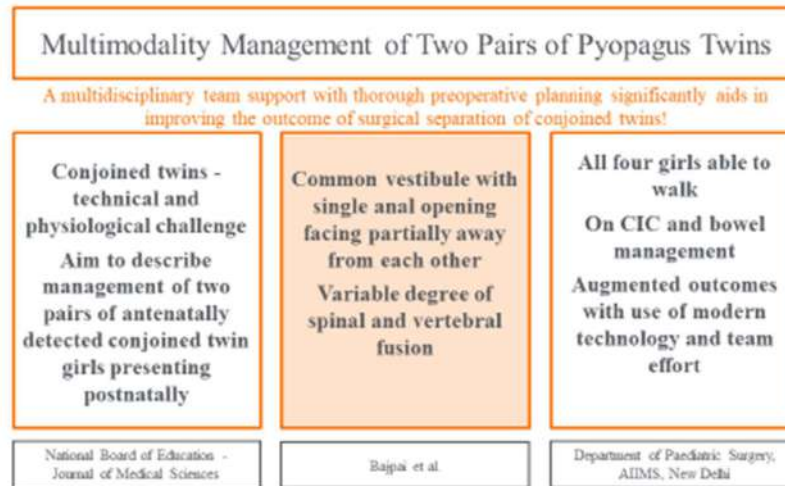 Multimodality Management of Two Pairs of Pyopagus Twins
A multidisciplinary team support with thorough preoperative planning significantly aids in
improving the outcome of surgical separation of conjoined twins!
Conjoined twins -
technical and
physiological challenge
Aim to describe
management of two
pairs of antenatally
detected conjoined twin
girls presenting
postnatally
Common vestibule with
single anal opening
facing partially away
from each other
Variable degree of
spinal and vertebral
fusion
All four girls able to
walk
On CIC and bowel
management
Augmented outcomes
with use of modern
technology and team
effort
National Board of Education -
Journal of Medical Sciences
Bajpai et al.
Department of Paediatric Surgery,
AIIMS, New Delhi